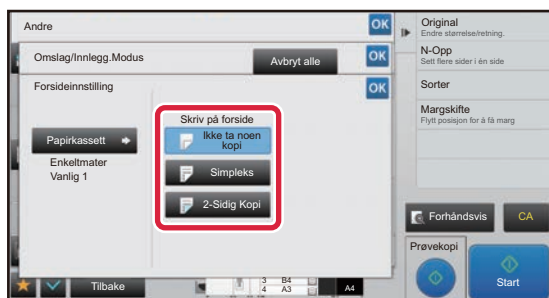 Andre
OK
Omslag/Innlegg.Modus
Avbryt alle
OK
Forsideinnstilling
OK
Skriv på forside
Papirkassett
Enkeltmater
Vanlig 1
Ikke ta noen
kopi
Simpleks
2-Sidig Kopi
Tilbake
3 B4
4 A3
A4
Original
Endre størrelse/retning.
N-Opp
Sett flere sider i én side
Sorter
Margskifte
Flytt posisjon for å få marg
Forhåndsvis
CA
Prøvekopi
Start